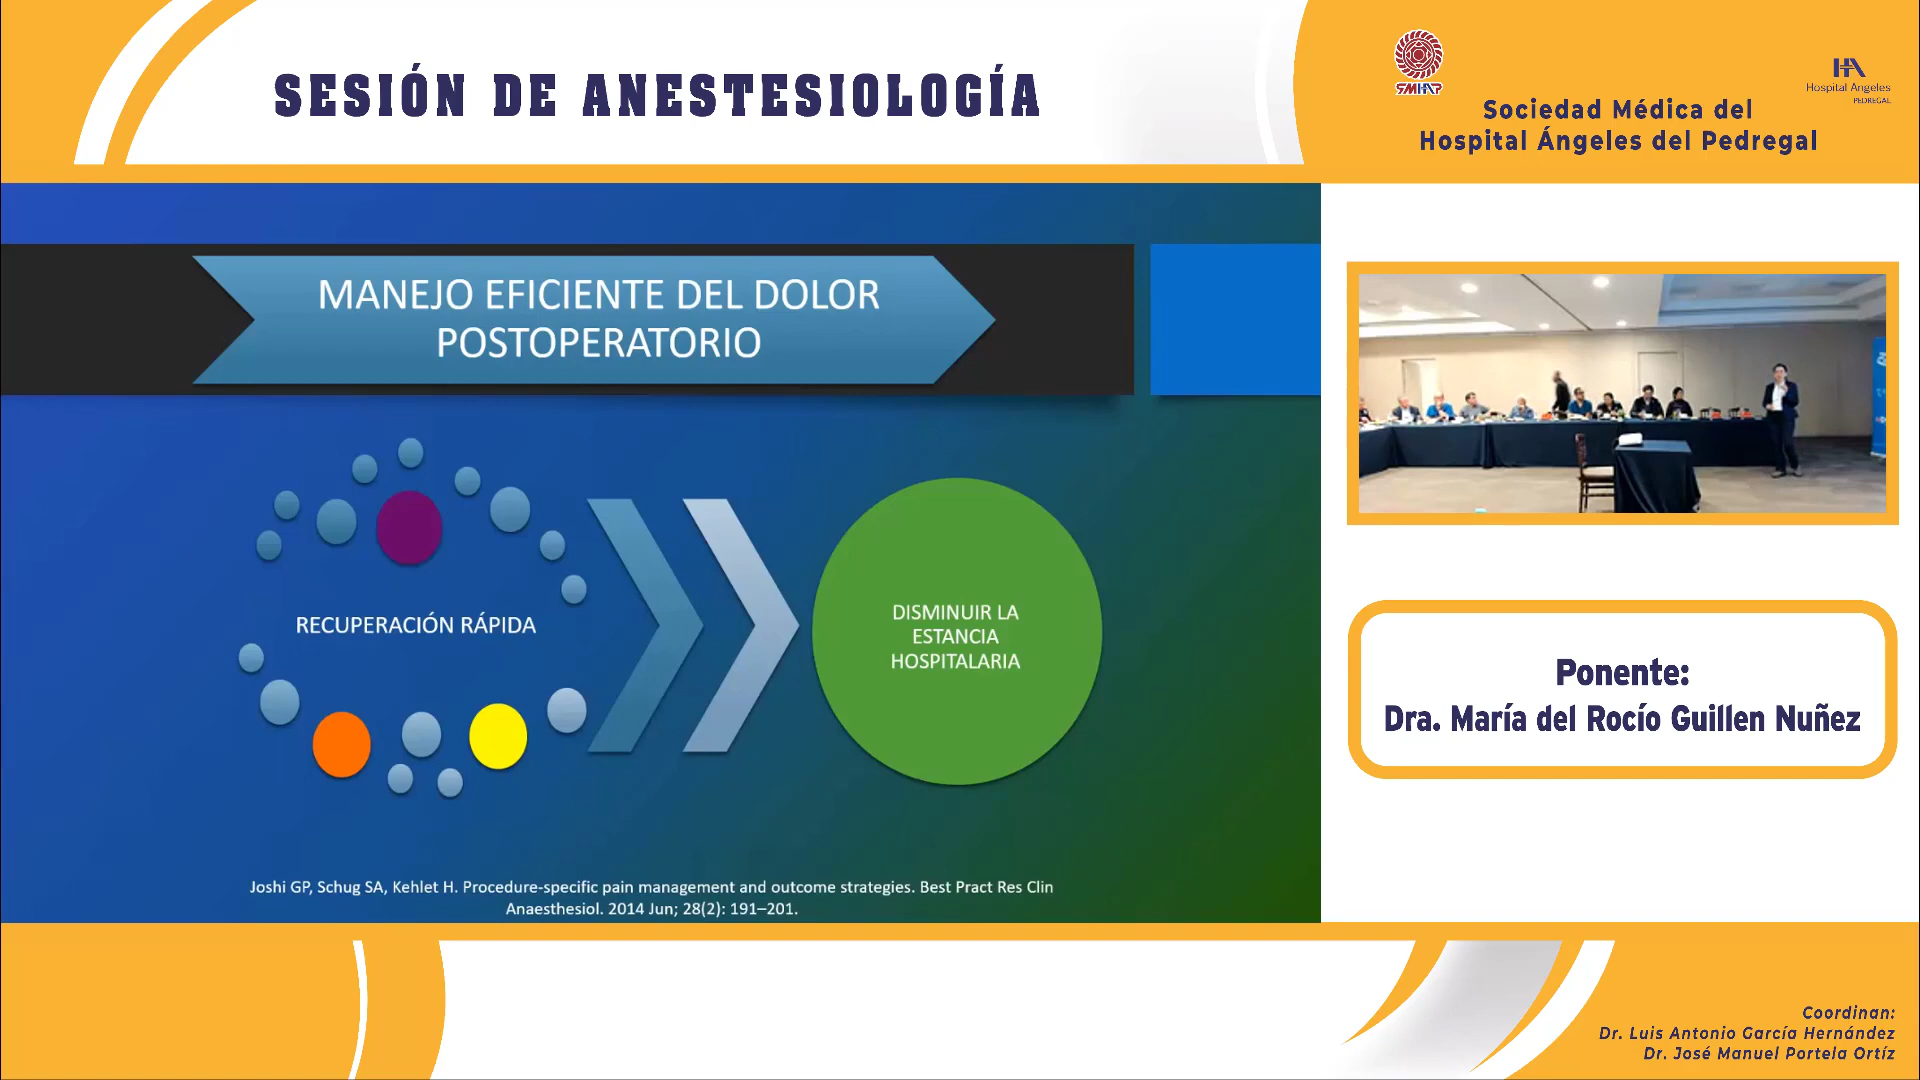 SESIÓN DE ANESTESIOLOGÍA
SMHAP
HA
Hospital Angeles
PEDREGAL
Sociedad Médica del
Hospital Ángeles del Pedregal
MANEJO EFICIENTE DEL DOLOR
POSTOPERATORIO
RECUPERACIÓN RÁPIDA
DISMINUIR LA
ESTANCIA
HOSPITALARIA
Joshi GP, Schug SA, Kehlet H. Procedure-specific pain management and outcome strategies. Best Pract Res Clin
Anaesthesiol. 2014 Jun; 28(2): 191–201.
Ponente:
Dra. María del Rocío Guillen Nuñez
Coordinan:
Dr. Luis Antonio García Hernández
Dr. José Manuel Portela Ortíz